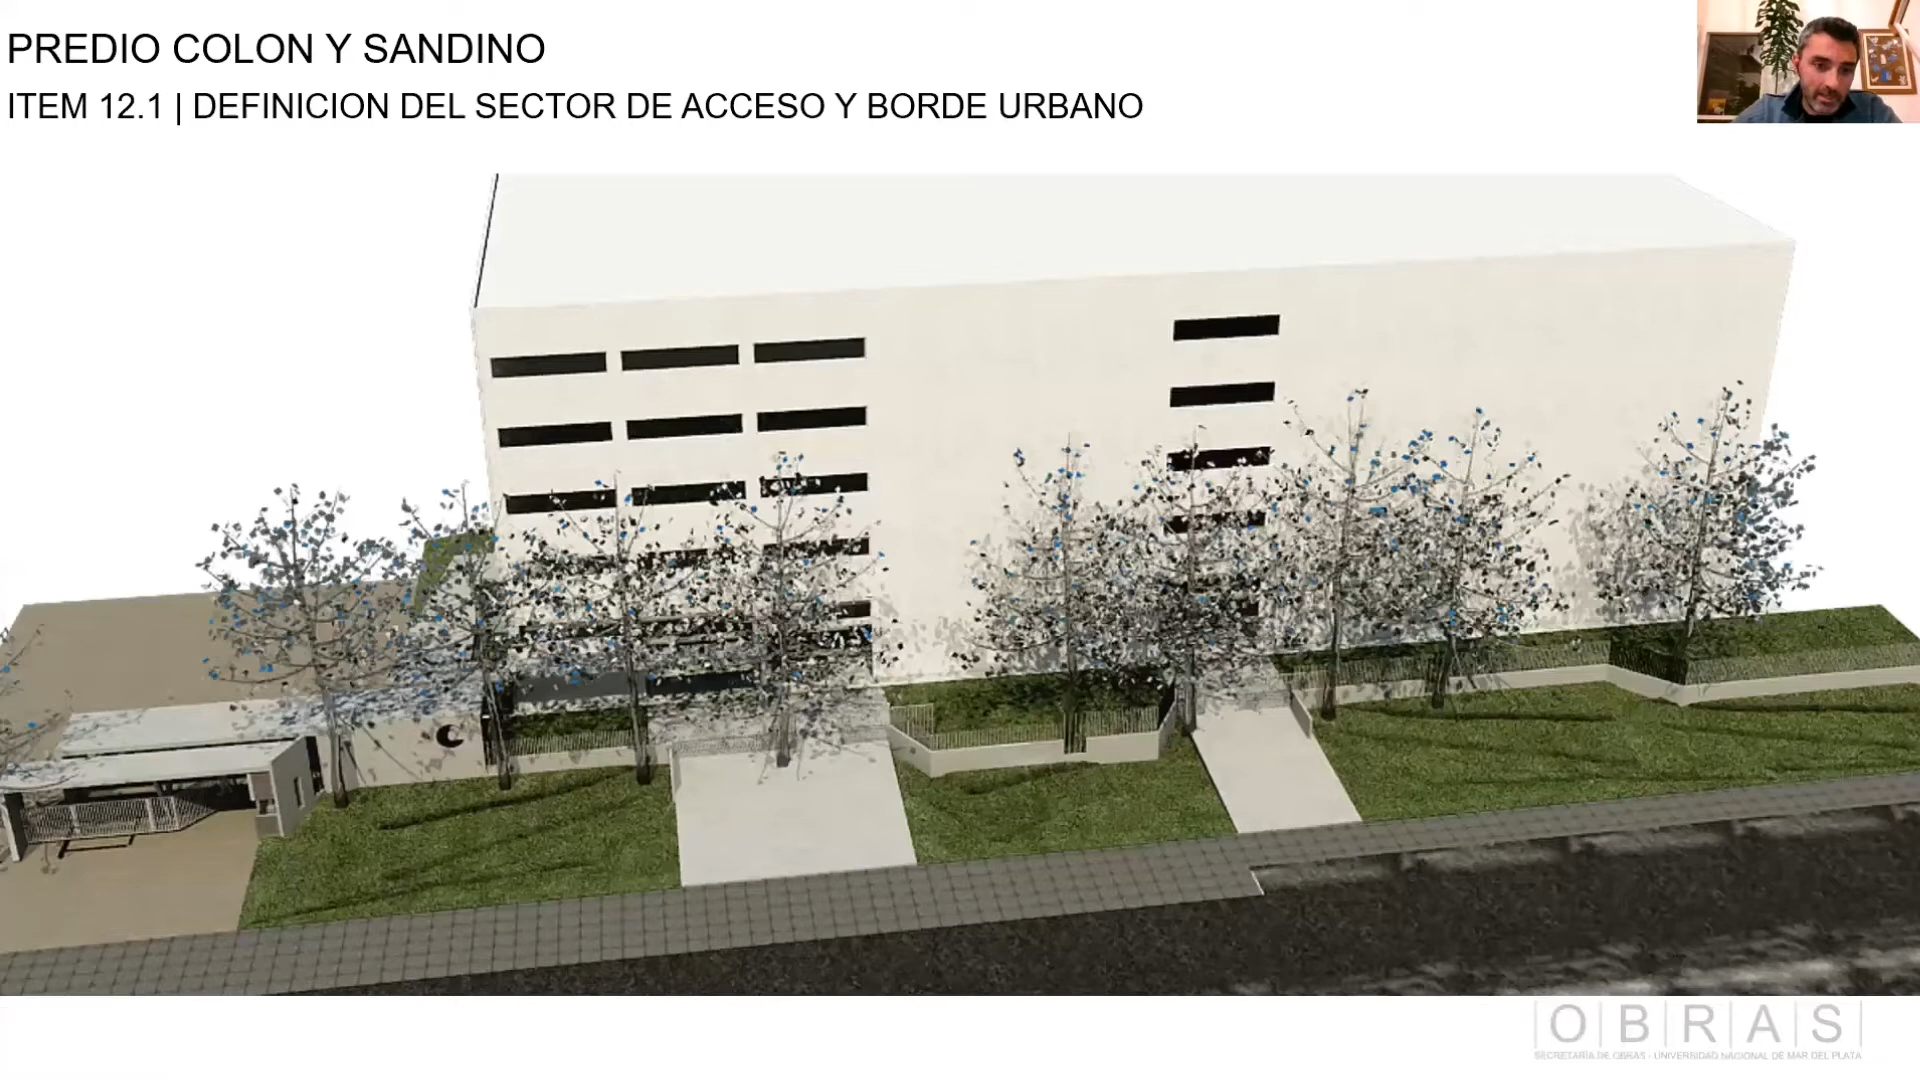 PREDIO COLON Y SANDINO
ITEM 12.1 | DEFINICION DEL SECTOR DE ACCESO Y BORDE URBANO
|O|B|R|A|S|
SECRETARÍA DE OBRAS - UNIVERSIDAD NACIONAL DE MAR DEL PLATA